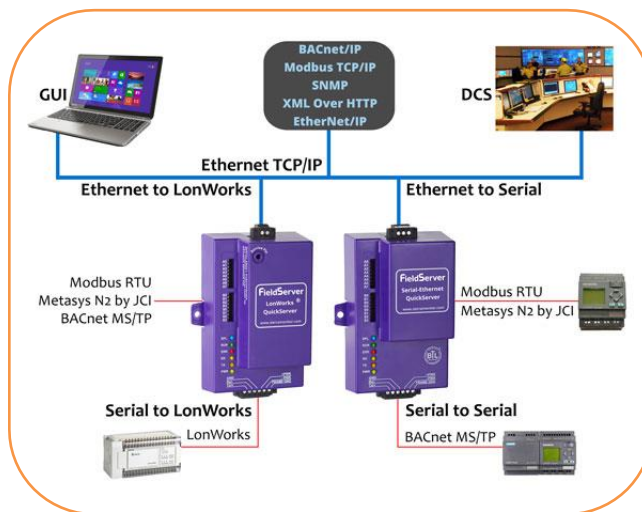 BACnet/IP
Modbus TCP/IP
SNMP
XML Over HTTP
EtherNet/IP
GUI
DCS
Ethernet TCP/IP
Ethernet to LonWorks
Ethernet to Serial
FieldServer
LonWorks ®
QuickServer
FieldServer
Serial-Ethernet
QuickServer
Modbus RTU
Metasys N2 by JCI
BACnet MS/TP
Modbus RTU
Metasys N2 by JCI
BTL
Serial to LonWorks
LonWorks
Serial to Serial
BACnet MS/TP